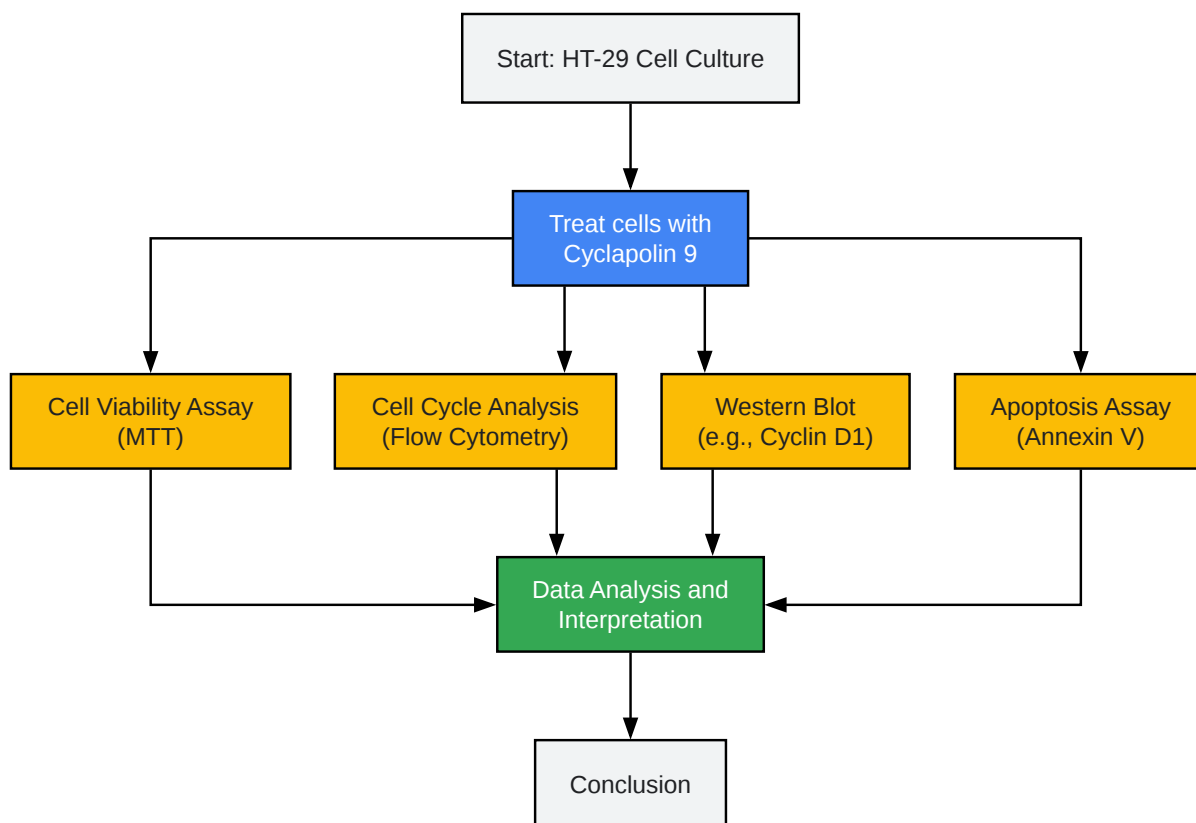 Start: HT-29 Cell Culture
Treat cells with
Cyclapolin 9
Cell Viability Assay
(MTT)
Cell Cycle Analysis
(Flow Cytometry)
Western Blot
(e.g., Cyclin D1)
Apoptosis Assay
(Annexin V)
Data Analysis and
Interpretation
Conclusion